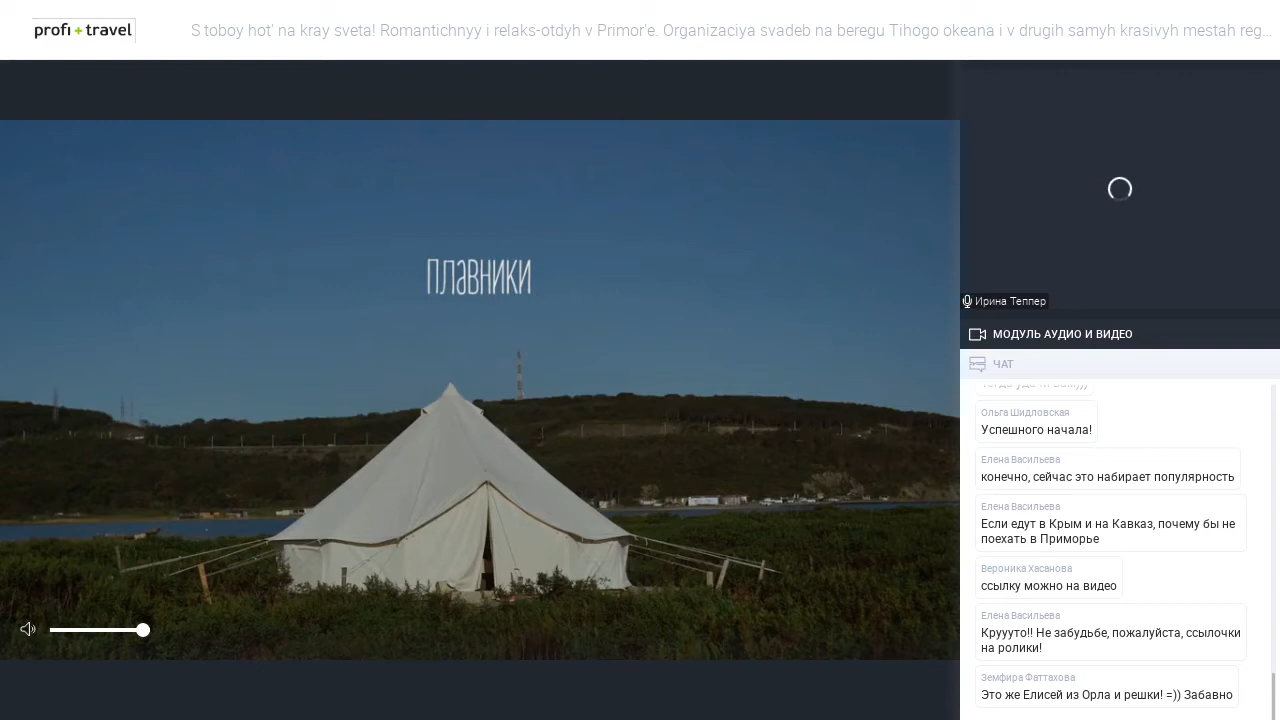 profi + travel
S toboy hot' na kray sveta! Romantichnyy i relaks-otdyh v Primor'e. Organizaciya svadeb na beregu Tihogo okeana i v drugih samyh krasivyh mestah reg...
плавники
Ирина Теппер
МОДУЛЬ АУДИО И ВИДЕО
ЧАТ
Ольга Шидловская
Успешного начала!
Елена Васильева
конечно, сейчас это набирает популярность
Елена Васильева
Если едут в Крым и на Кавказ, почему бы не
поехать в Приморье
Вероника Хасанова
ссылку можно на видео
Елена Васильева
Круууто!! Не забудьбе, пожалуйста, ссылочки
на ролики!
Земфира Фаттахова
Это же Елисей из Орла и решки! =)) Забавно